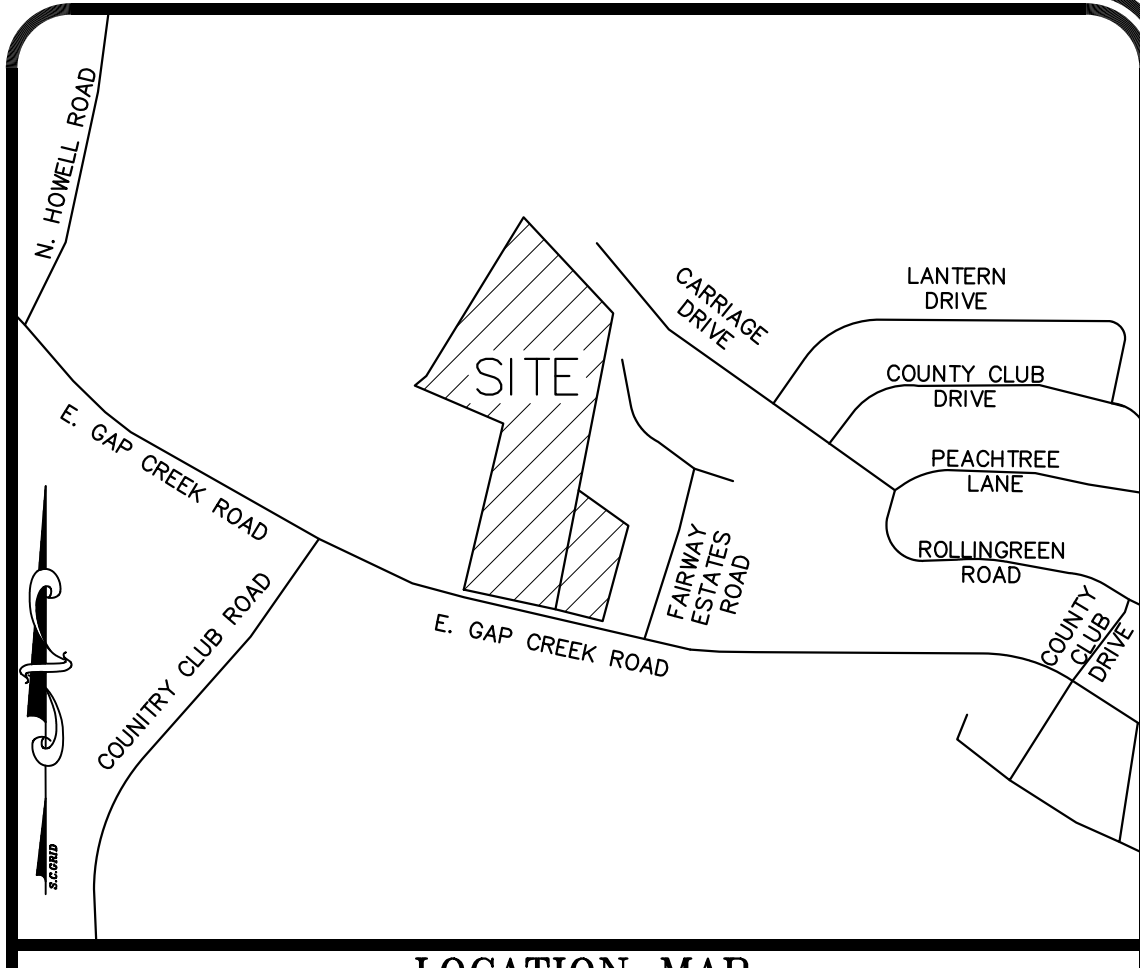 N. HOWELL ROAD
LANTERN
DRIVE
CARRIAGE
DRIVE
SITE
COUNTY CLUB
DRIVE
E. GAP CREEK ROAD
PEACHTREE
LANE
FAIRWAY
ESTATES
ROAD
ROLLINGREEN
ROAD
COUNITRY CLUB ROAD
E. GAP CREEK ROAD
COUNTY
CLUB
DRIVE
S.C.GRID
LOCATION MAP